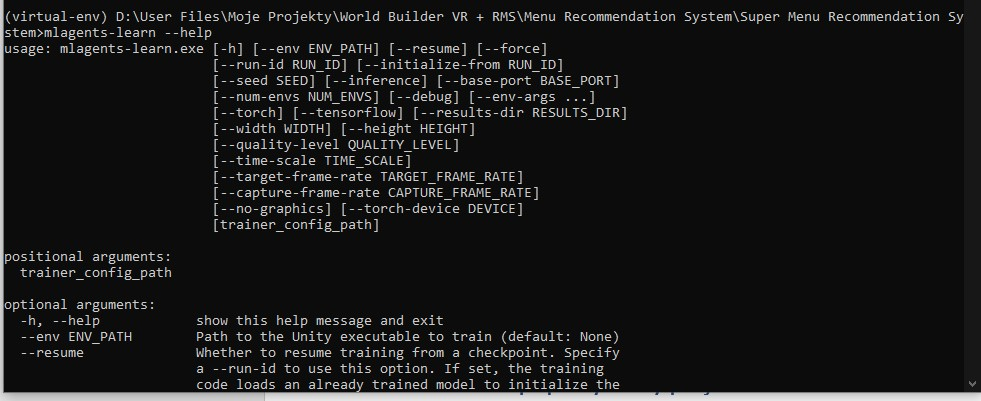 (virtual-env) D:\User Files\Moje Projekty\World Builder VR + RMS\Menu Recommendation System\Super Menu Recommendation Sy
stem>mlagents-learn --help
usage: mlagents-learn.exe [-h] [--env ENV_PATH] [--resume] [--force]
[--run-id RUN_ID] [--initialize-from RUN_ID]
[--seed SEED] [--inference] [--base-port BASE_PORT]
[--num-envs NUM_ENVS] [--debug] [--env-args ...]
[--torch] [--tensorflow] [--results-dir RESULTS_DIR]
[--width WIDTH] [--height HEIGHT]
[--quality-level QUALITY_LEVEL]
[--time-scale TIME_SCALE]
[--target-frame-rate TARGET_FRAME_RATE]
[--capture-frame-rate CAPTURE_FRAME_RATE]
[--no-graphics] [--torch-device DEVICE]
[trainer_config_path]
positional arguments:
trainer_config_path
optional arguments:
-h, --help show this help message and exit
--env ENV_PATH Path to the Unity executable to train (default: None)
--resume Whether to resume training from a checkpoint. Specify
a --run-id to use this option. If set, the training
code loads an already trained model to initialize the